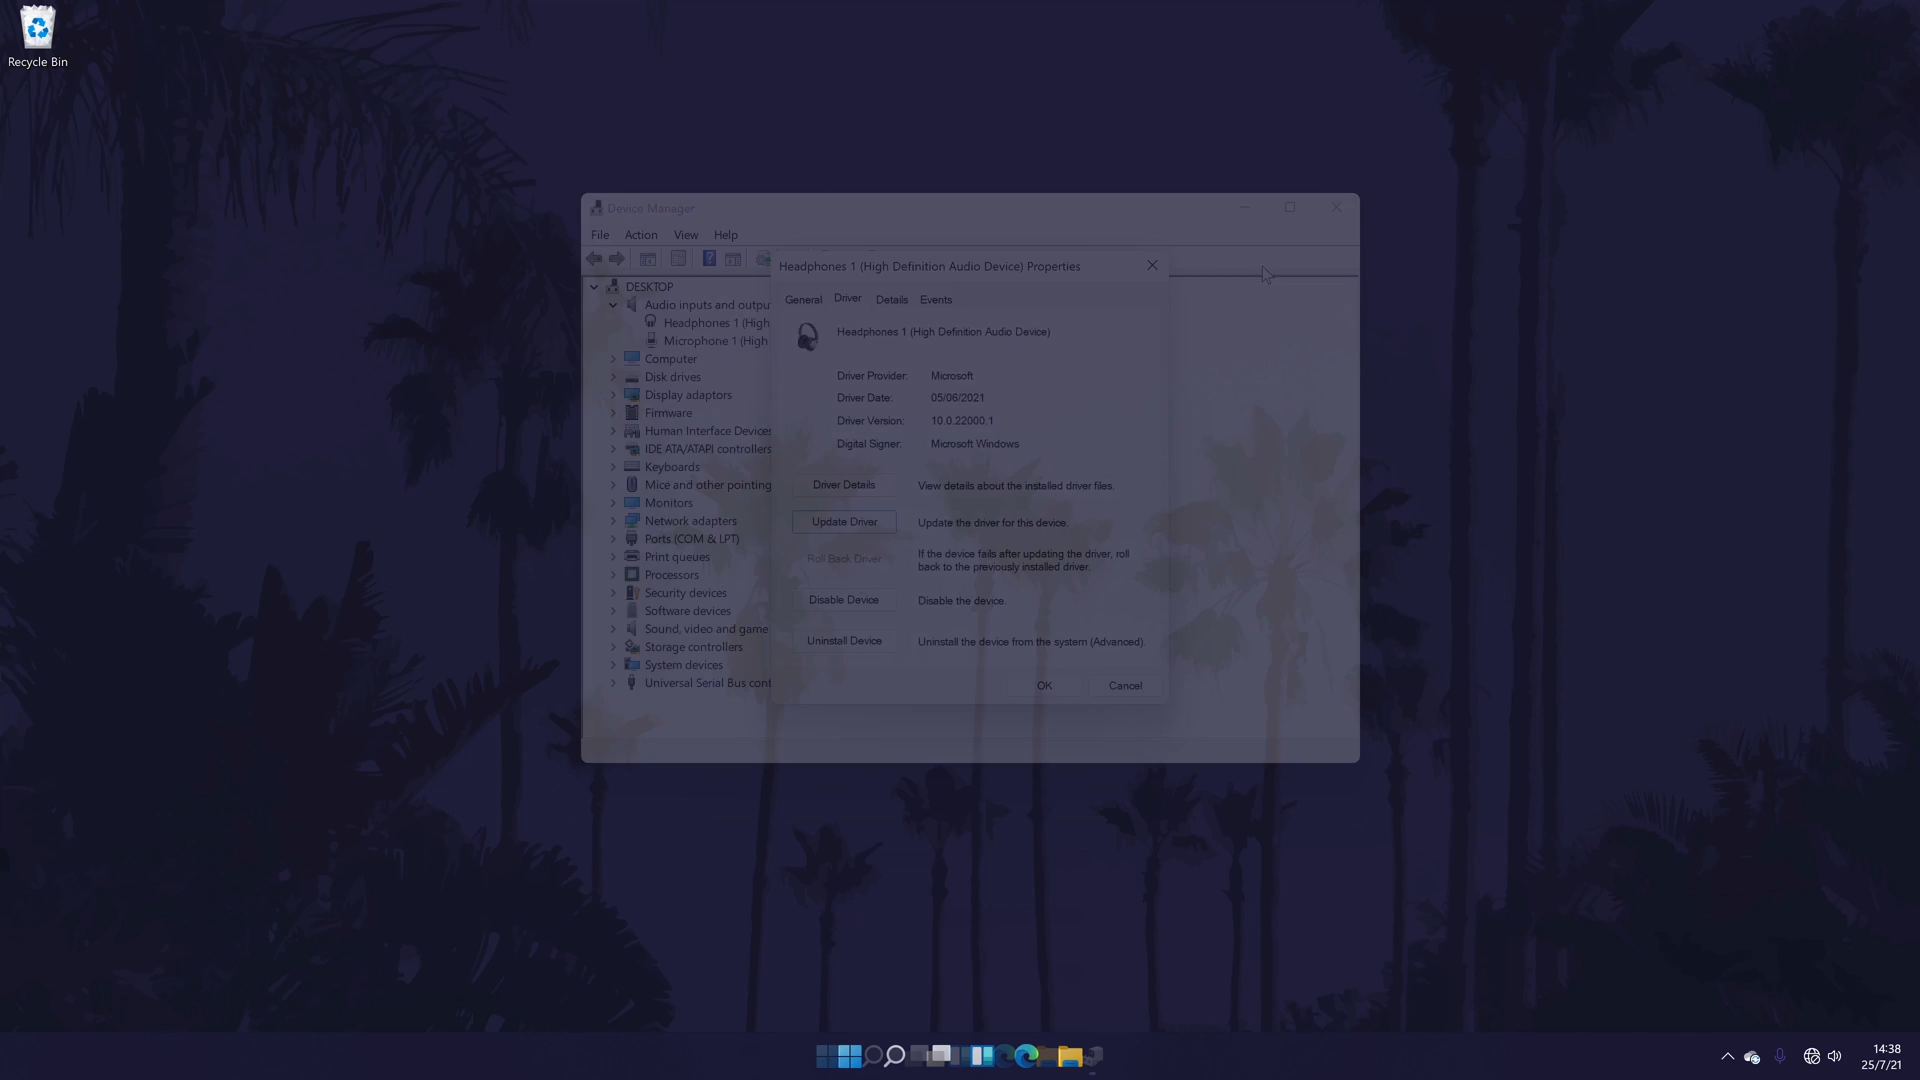 Recycle Bin
Device Manager
File Action View Help
Headphones 1 (High Definition Audio Device) Properties
DESKTOP
Audio inputs and outpu
Headphones 1 (High
Microphone 1 (High
Computer
Disk drives
Display adaptors
Firmware
Human Interface Devices
IDE ATA/ATAPI controllers
Keyboards
Mice and other pointing
Monitors
Network adapters
Ports (COM & LPT)
Print queues
Processors
Security devices
Software devices
Sound, video and game
Storage controllers
System devices
Universal Serial Bus cont
General Driver Details Events
Headphones 1 (High Definition Audio Device)
Driver Provider: Microsoft
Driver Date: 05/06/2021
Driver Version: 10.0.22000.1
Digital Signer: Microsoft Windows
Driver Details View details about the installed driver files.
Update Driver Update the driver for this device.
Roll Back Driver If the device fails after updating the driver, roll
back to the previously installed driver.
Disable Device Disable the device.
Uninstall Device Uninstall the device from the system (Advanced).
OK Cancel
14:38
25/7/21